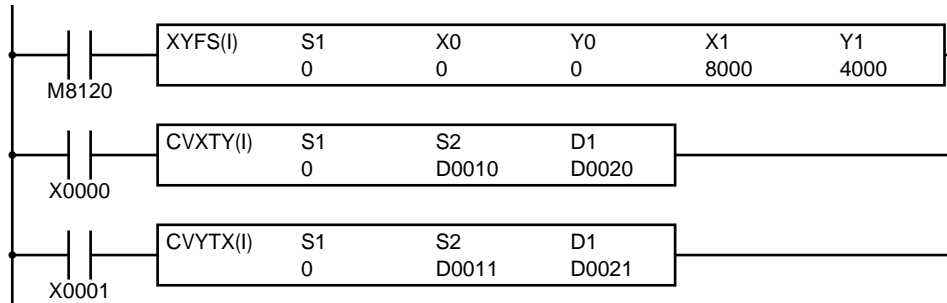 XYFS(I) S1 X0 Y0 X1 Y1
0 0 0 8000 4000
M8120
CVXTY(I) S1 S2 D1
0 D0010 D0020
X0000
CVYTX(I) S1 S2 D1
0 D0011 D0021
X0001